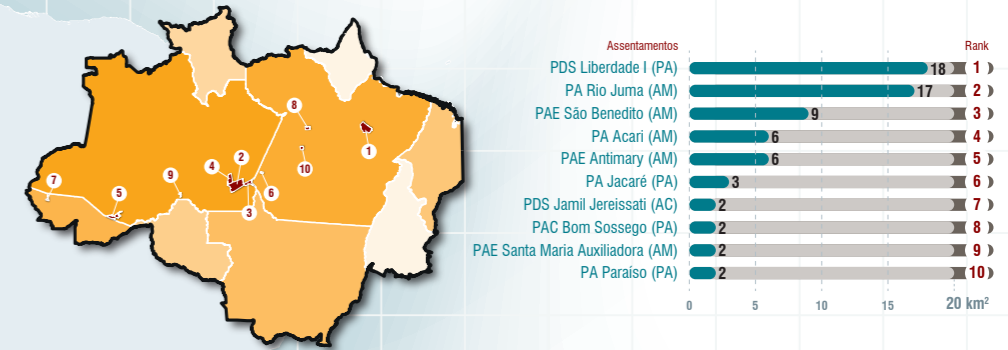 8
1
10
2
4
9
6
7
5
3
Assentamentos Rank
PDS Liberdade I (PA) 18 1
PA Rio Juma (AM) 17 2
PAE São Benedito (AM) 9 3
PA Acari (AM) 6 4
PAE Antimary (AM) 6 5
PA Jacaré (PA) 3 6
PDS Jamil Jereissati (AC) 2 7
PAC Bom Sossego (PA) 2 8
PAE Santa Maria Auxiliadora (AM) 2 9
PA Paraíso (PA) 2 10
0 5 10 15 20 km²